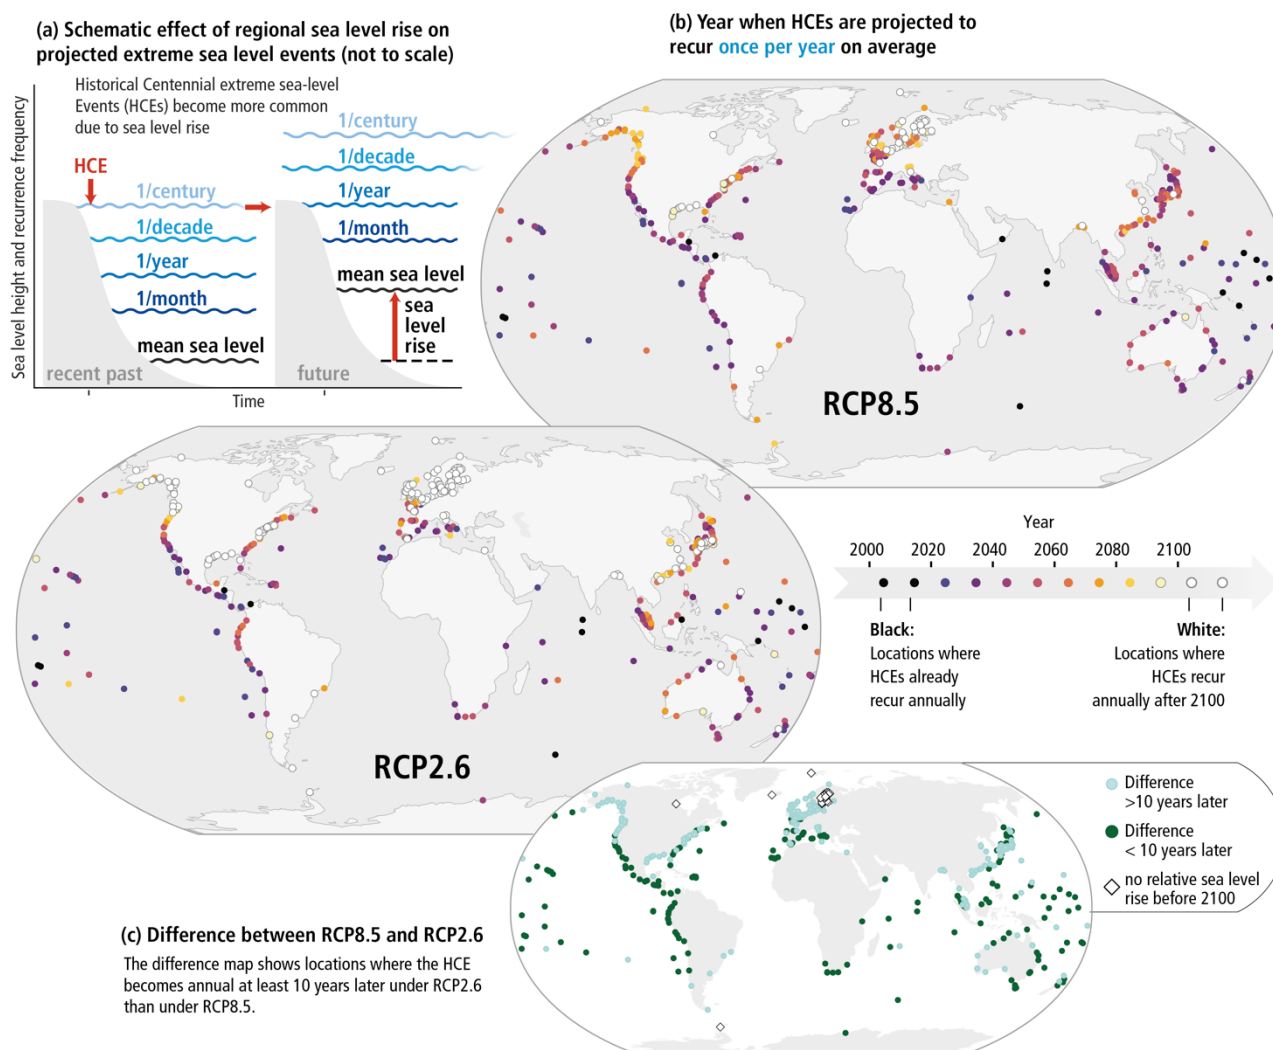 (a) Schematic effect of regional sea level rise on
projected extreme sea level events (not to scale)
Historical Centennial extreme sea-level
Events (HCEs) become more common
due to sea level rise
Sea level height and recurrence frequency
HCE
1/century
1/decade
1/year
1/month
mean sea level
recent past
1/century
1/decade
1/year
1/month
mean sea level
sea
level
rise
future
Time
(b) Year when HCEs are projected to
recur once per year on average
RCP8.5
RCP2.6
Year
2000
2020
2040
2060
2080
2100
Black:
Locations where
HCEs already
recur annually
White:
Locations where
HCEs recur
annually after 2100
(c) Difference between RCP8.5 and RCP2.6
The difference map shows locations where the HCE
becomes annual at least 10 years later under RCP2.6
than under RCP8.5.
Difference
>10 years later
Difference
< 10 years later
no relative sea level
rise before 2100